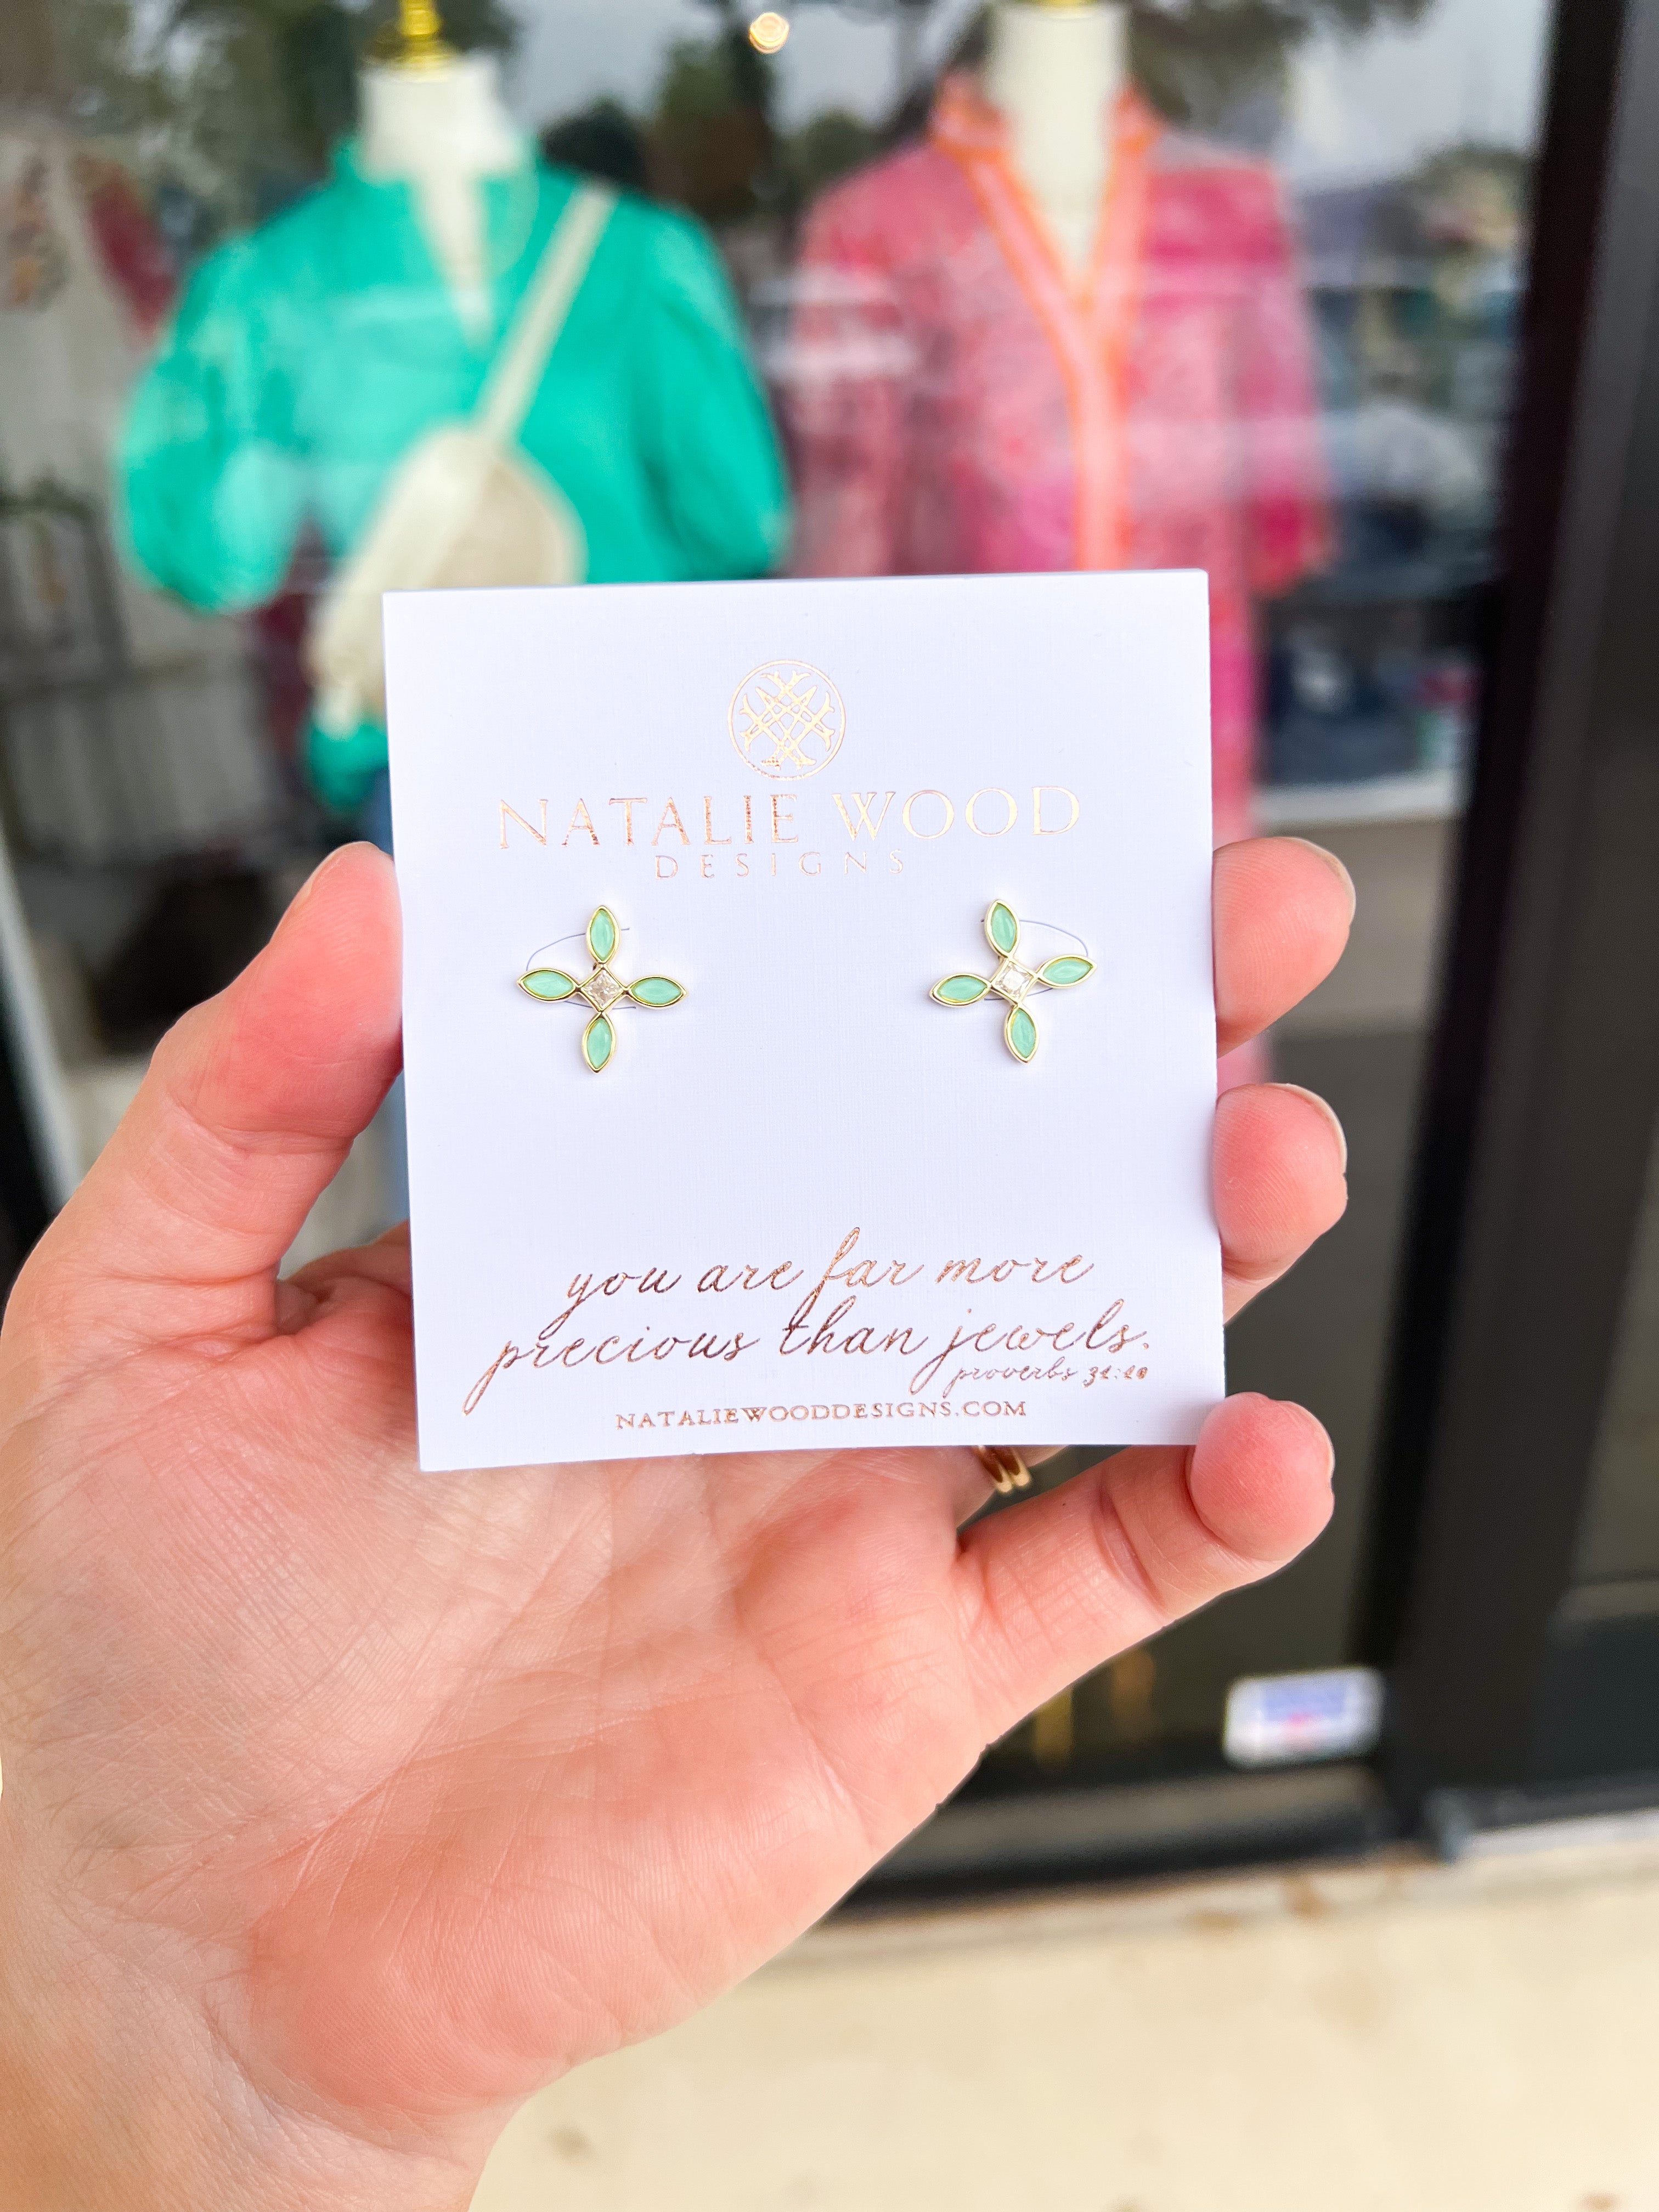 NATALIE WOOD
DESIGNS
you are far more
precious than jewels.
proverbs 31:10
NATALIEWOODDESIGNS.COM